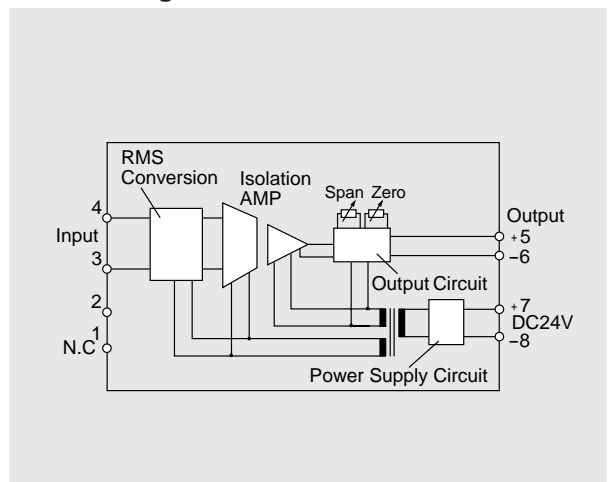 RMS
Conversion
Isolation
AMP
Span Zero
4
Input
3
2
1
N.C
Output
+5
−6
Output Circuit
+7
DC24V
−8
Power Supply Circuit